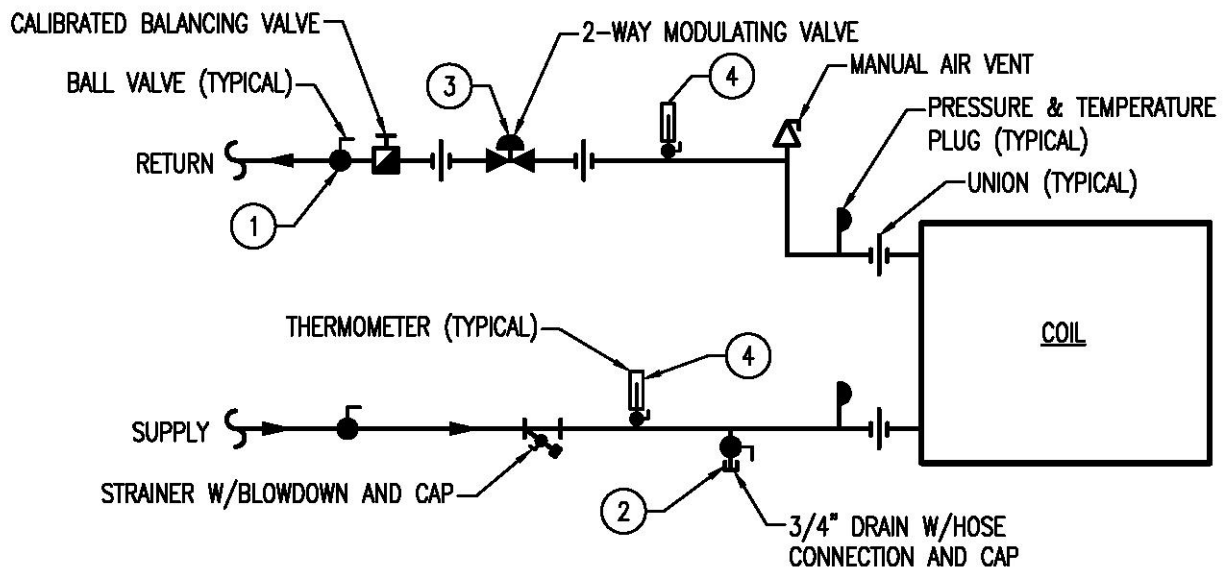 CALIBRATED BALANCING VALVE
2-WAY MODULATING VALVE
BALL VALVE (TYPICAL)
3
4
MANUAL AIR VENT
PRESSURE & TEMPERATURE
PLUG (TYPICAL)
RETURN
UNION (TYPICAL)
1
THERMOMETER (TYPICAL)
4
COIL
SUPPLY
STRAINER W/BLOWDOWN AND CAP
2
3/4" DRAIN W/HOSE
CONNECTION AND CAP